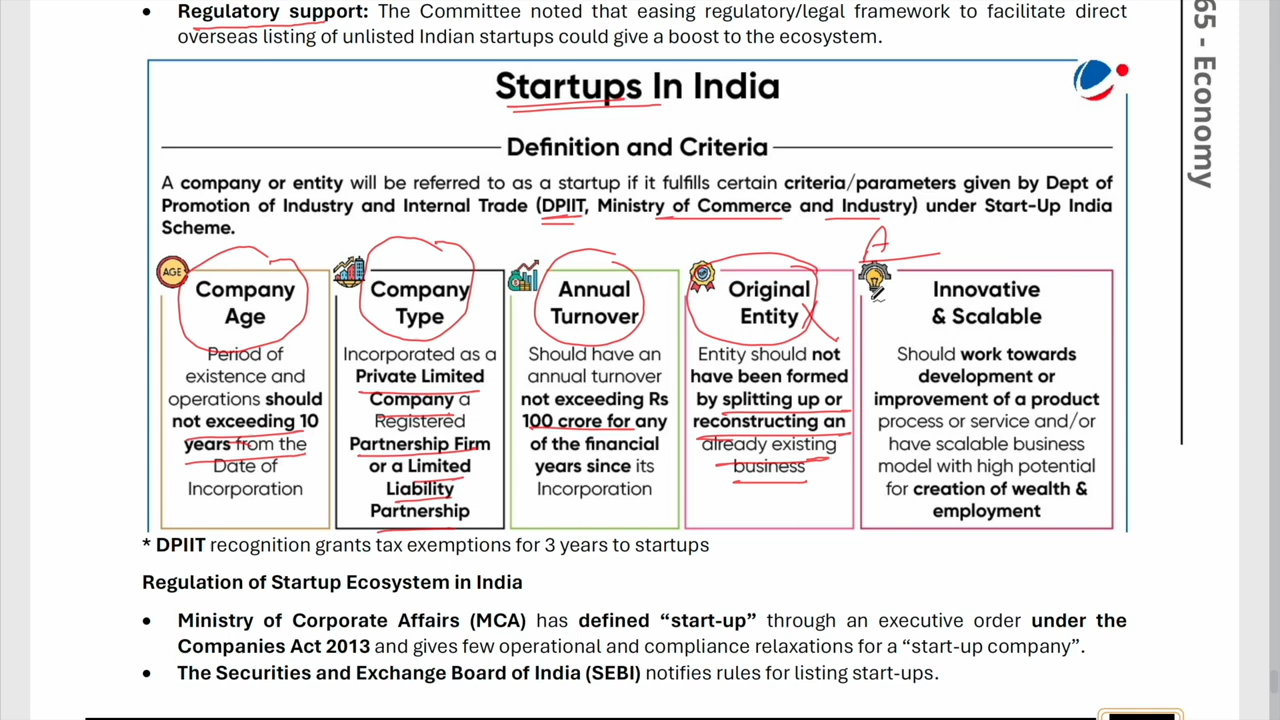 • Regulatory support: The Committee noted that easing regulatory/legal framework to facilitate direct
overseas listing of unlisted Indian startups could give a boost to the ecosystem.
65 - Economy
Startups In India
Definition and Criteria
A company or entity will be referred to as a startup if it fulfills certain criteria/parameters given by Dept of
Promotion of Industry and Internal Trade (DPIIT, Ministry of Commerce and Industry) under Start-Up India
Scheme.
AGE
Company
Age
Period of
existence and
operations should
not exceeding 10
years from the
Date of
Incorporation
Company
Type
Incorporated as a
Private Limited
Company a
Registered
Partnership Firm
or a Limited
Liability
Partnership
Annual
Turnover
Should have an
annual turnover
not exceeding Rs
100 crore for any
of the financial
years since its
Incorporation
Original
Entity
Entity should not
have been formed
by splitting up or
reconstructing an
already existing
business
Innovative
& Scalable
Should work towards
development or
improvement of a product
process or service and/or
have scalable business
model with high potential
for creation of wealth &
employment
* DPIIT recognition grants tax exemptions for 3 years to startups
Regulation of Startup Ecosystem in India
• Ministry of Corporate Affairs (MCA) has defined “start-up” through an executive order under the
Companies Act 2013 and gives few operational and compliance relaxations for a “start-up company”.
• The Securities and Exchange Board of India (SEBI) notifies rules for listing start-ups.